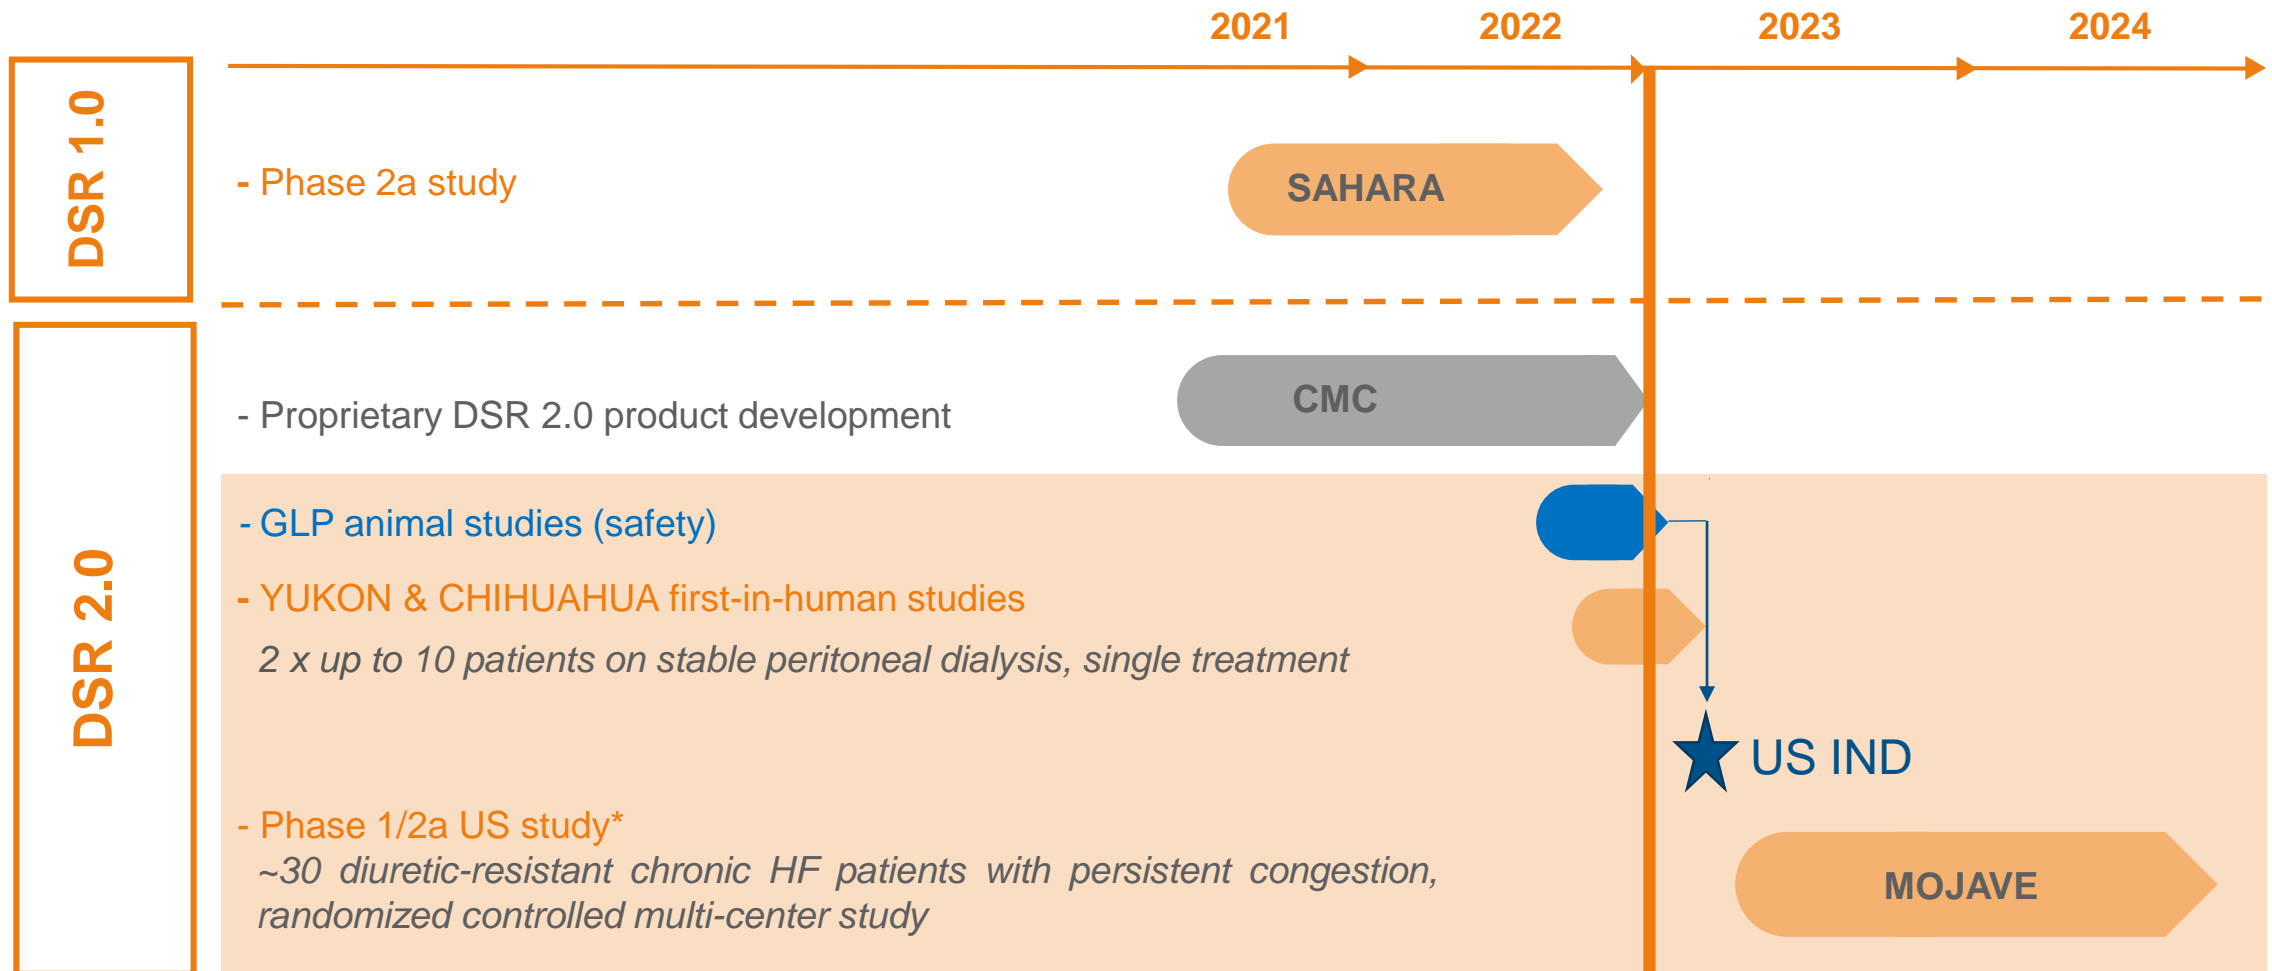 2021 2022 2023 2024
DSR 1.0
- Phase 2a study
SAHARA
DSR 2.0
- Proprietary DSR 2.0 product development
CMC
- GLP animal studies (safety)
- YUKON & CHIHUAHUA first-in-human studies
2 x up to 10 patients on stable peritoneal dialysis, single treatment
US IND
- Phase 1/2a US study*
~30 diuretic-resistant chronic HF patients with persistent congestion,
randomized controlled multi-center study
MOJAVE